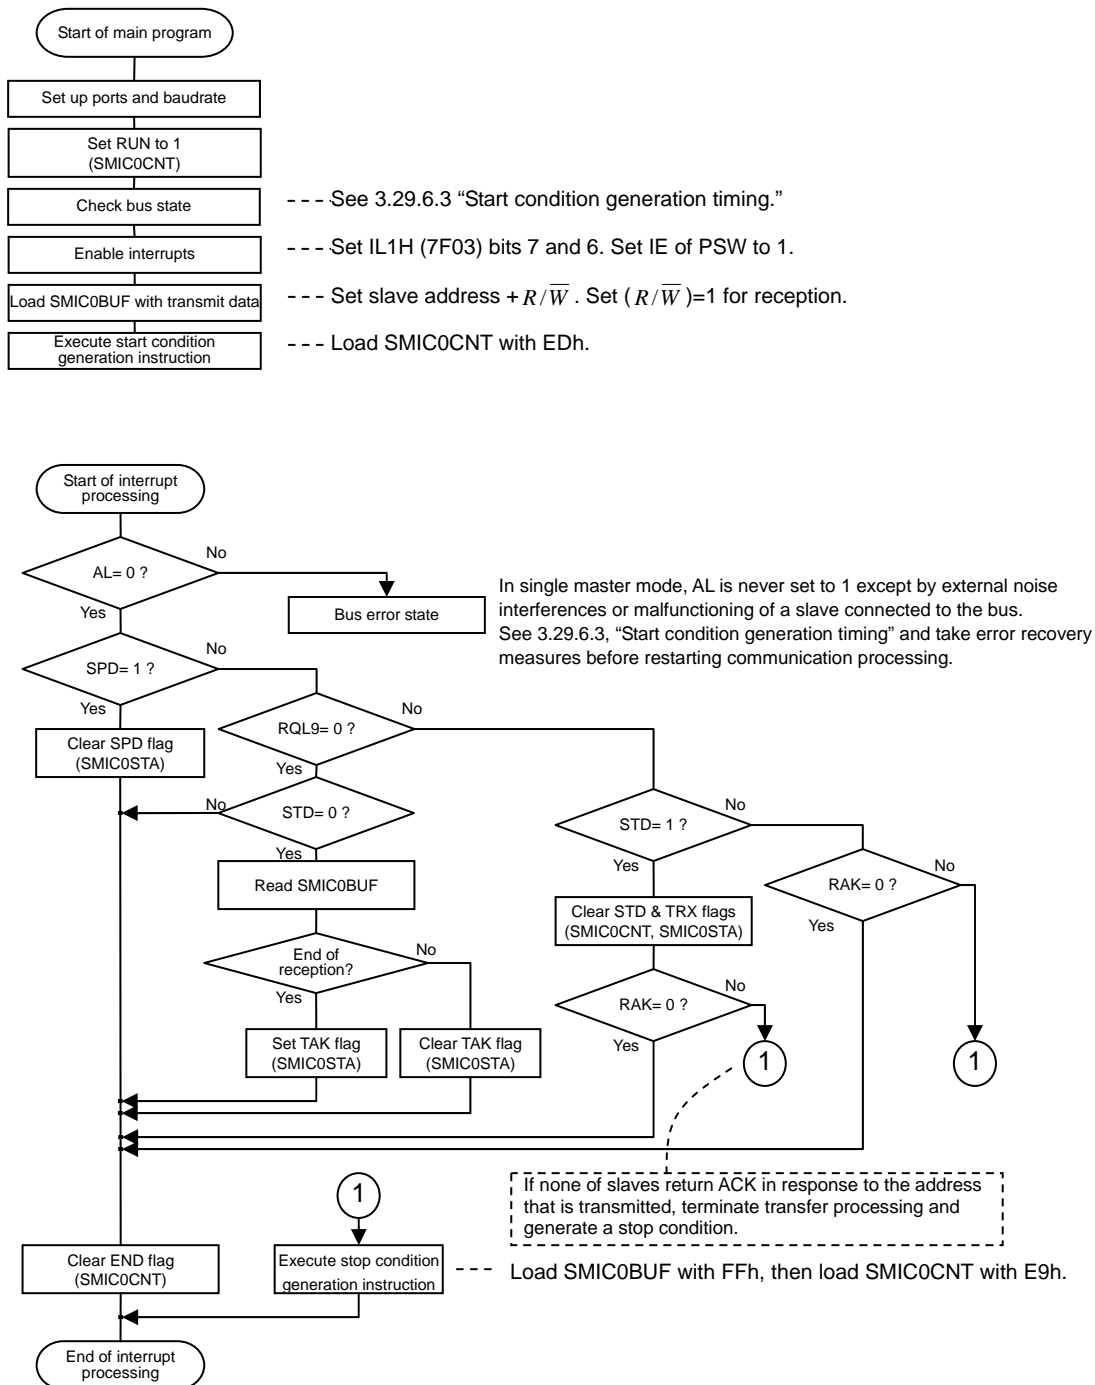 Start of main program
Set up ports and baudrate
Set RUN to 1
(SMIC0CNT)
Check bus state
- - - See 3.29.6.3 “Start condition generation timing.”
Enable interrupts
- - - Set IL1H (7F03) bits 7 and 6. Set IE of PSW to 1.
Load SMIC0BUF with transmit data
- - - Set slave address + R/W̅ . Set ( R/W̅ )=1 for reception.
Execute start condition
generation instruction
- - - Load SMIC0CNT with EDh.
Start of interrupt
processing
AL= 0 ?
No
Yes
Bus error state
In single master mode, AL is never set to 1 except by external noise
interferences or malfunctioning of a slave connected to the bus.
See 3.29.6.3, “Start condition generation timing” and take error recovery
measures before restarting communication processing.
SPD= 1 ?
No
Yes
Clear SPD flag
(SMIC0STA)
RQL9= 0 ?
No
Yes
STD= 0 ?
No
Yes
Read SMIC0BUF
End of
reception?
No
Yes
Set TAK flag
(SMIC0STA)
Clear TAK flag
(SMIC0STA)
STD= 1 ?
No
Yes
Clear STD & TRX flags
(SMIC0CNT, SMIC0STA)
RAK= 0 ?
No
Yes
1
RAK= 0 ?
No
Yes
1
If none of slaves return ACK in response to the address
that is transmitted, terminate transfer processing and
generate a stop condition.
1
Clear END flag
(SMIC0CNT)
Execute stop condition
generation instruction
- - - Load SMIC0BUF with FFh, then load SMIC0CNT with E9h.
End of interrupt
processing